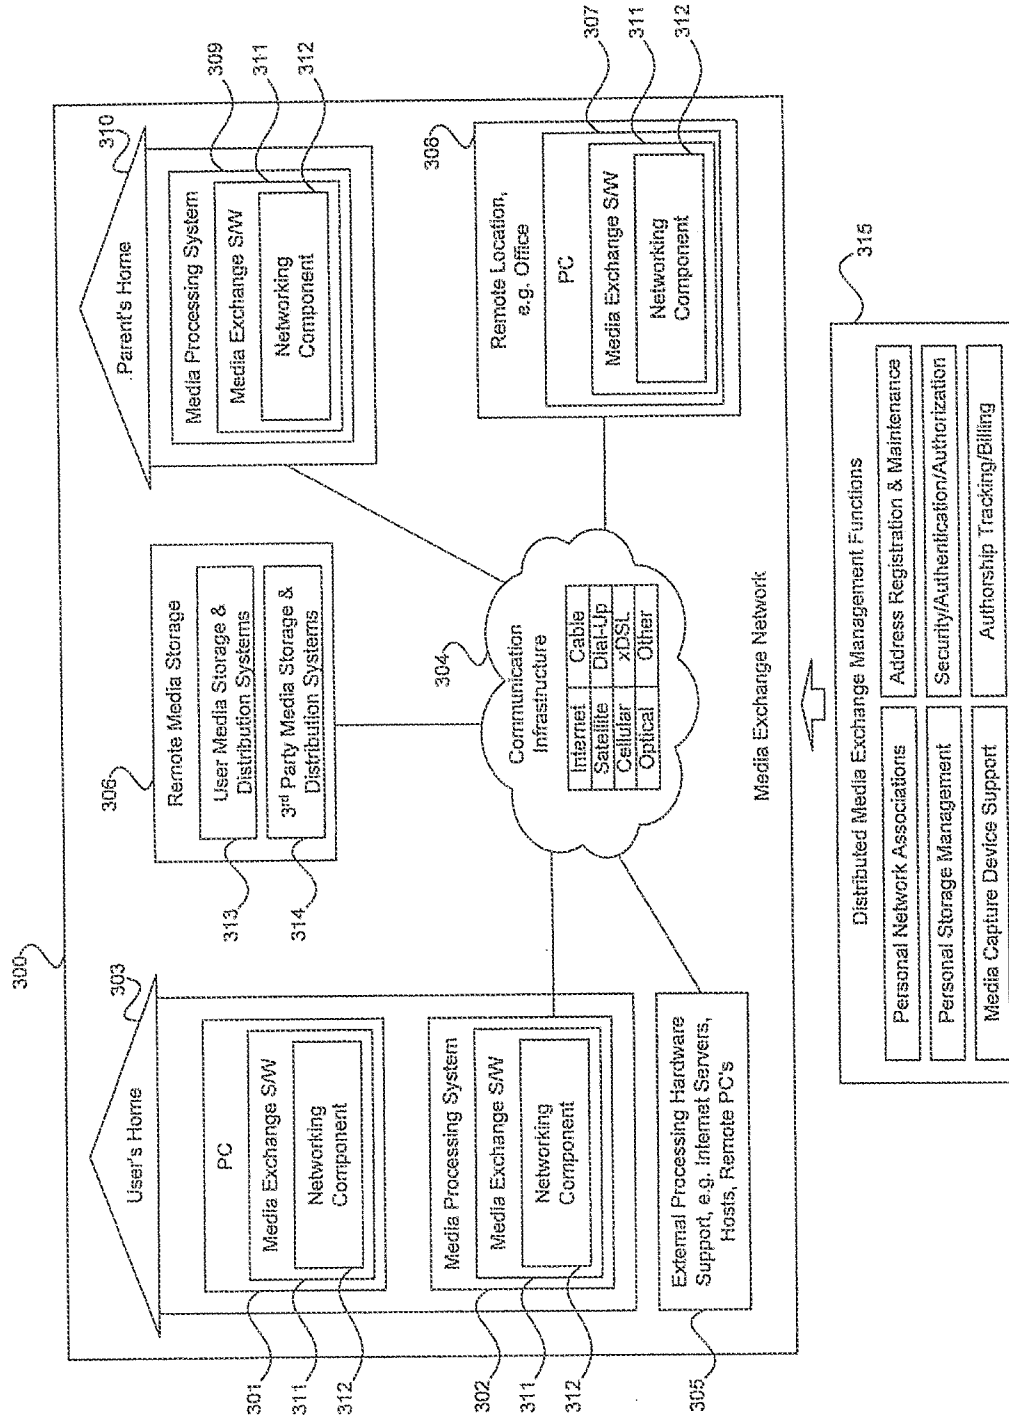 300
303
User's Home
PC
Media Exchange S/W
Networking
Component
301
311
312
Media Processing System
Media Exchange S/W
Networking
Component
302
311
312
External Processing Hardware
Support, e.g. Internet Servers,
Hosts, Remote PC's
305
306
Remote Media Storage
User Media Storage &
Distribution Systems
3rd Party Media Storage &
Distribution Systems
313
314
304
Communication
Infrastructure
Internet Cable
Satellite Dial-Up
Cellular xDSL
Optical Other
310
Parent's Home
Media Processing System
Media Exchange S/W
Networking
Component
309
311
312
308
Remote Location,
e.g. Office
PC
Media Exchange S/W
Networking
Component
307
311
312
Media Exchange Network
315
Distributed Media Exchange Management Functions
Personal Network Associations
Address Registration & Maintenance
Personal Storage Management
Security/Authentication/Authorization
Media Capture Device Support
Authorship Tracking/Billing